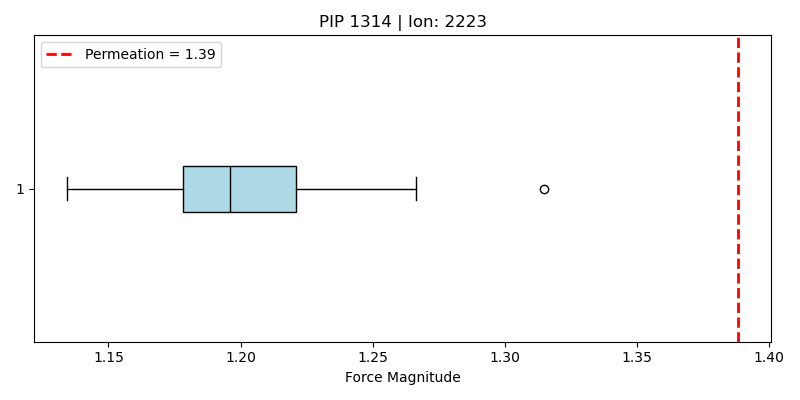 PIP 1314 | Ion: 2223
Permeation = 1.39
1
1.15 1.20 1.25 1.30 1.35 1.40
Force Magnitude